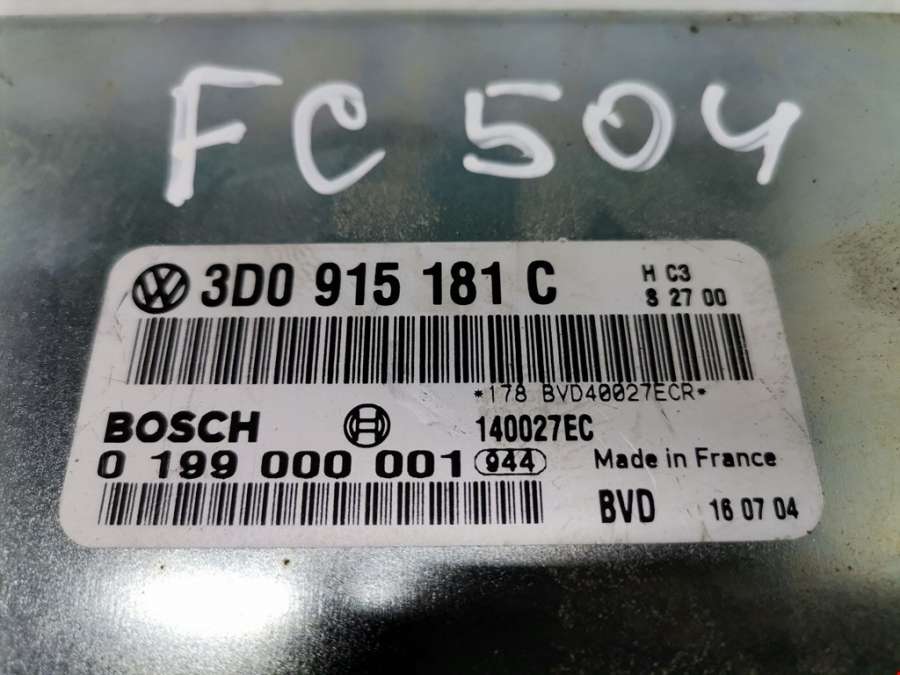 FC 504
3D0 915 181 C
H C3
S 27 00
*178 BVD40027ECR*
BOSCH
140027EC
0 199 000 001 944
Made in France
BVD 16 07 04